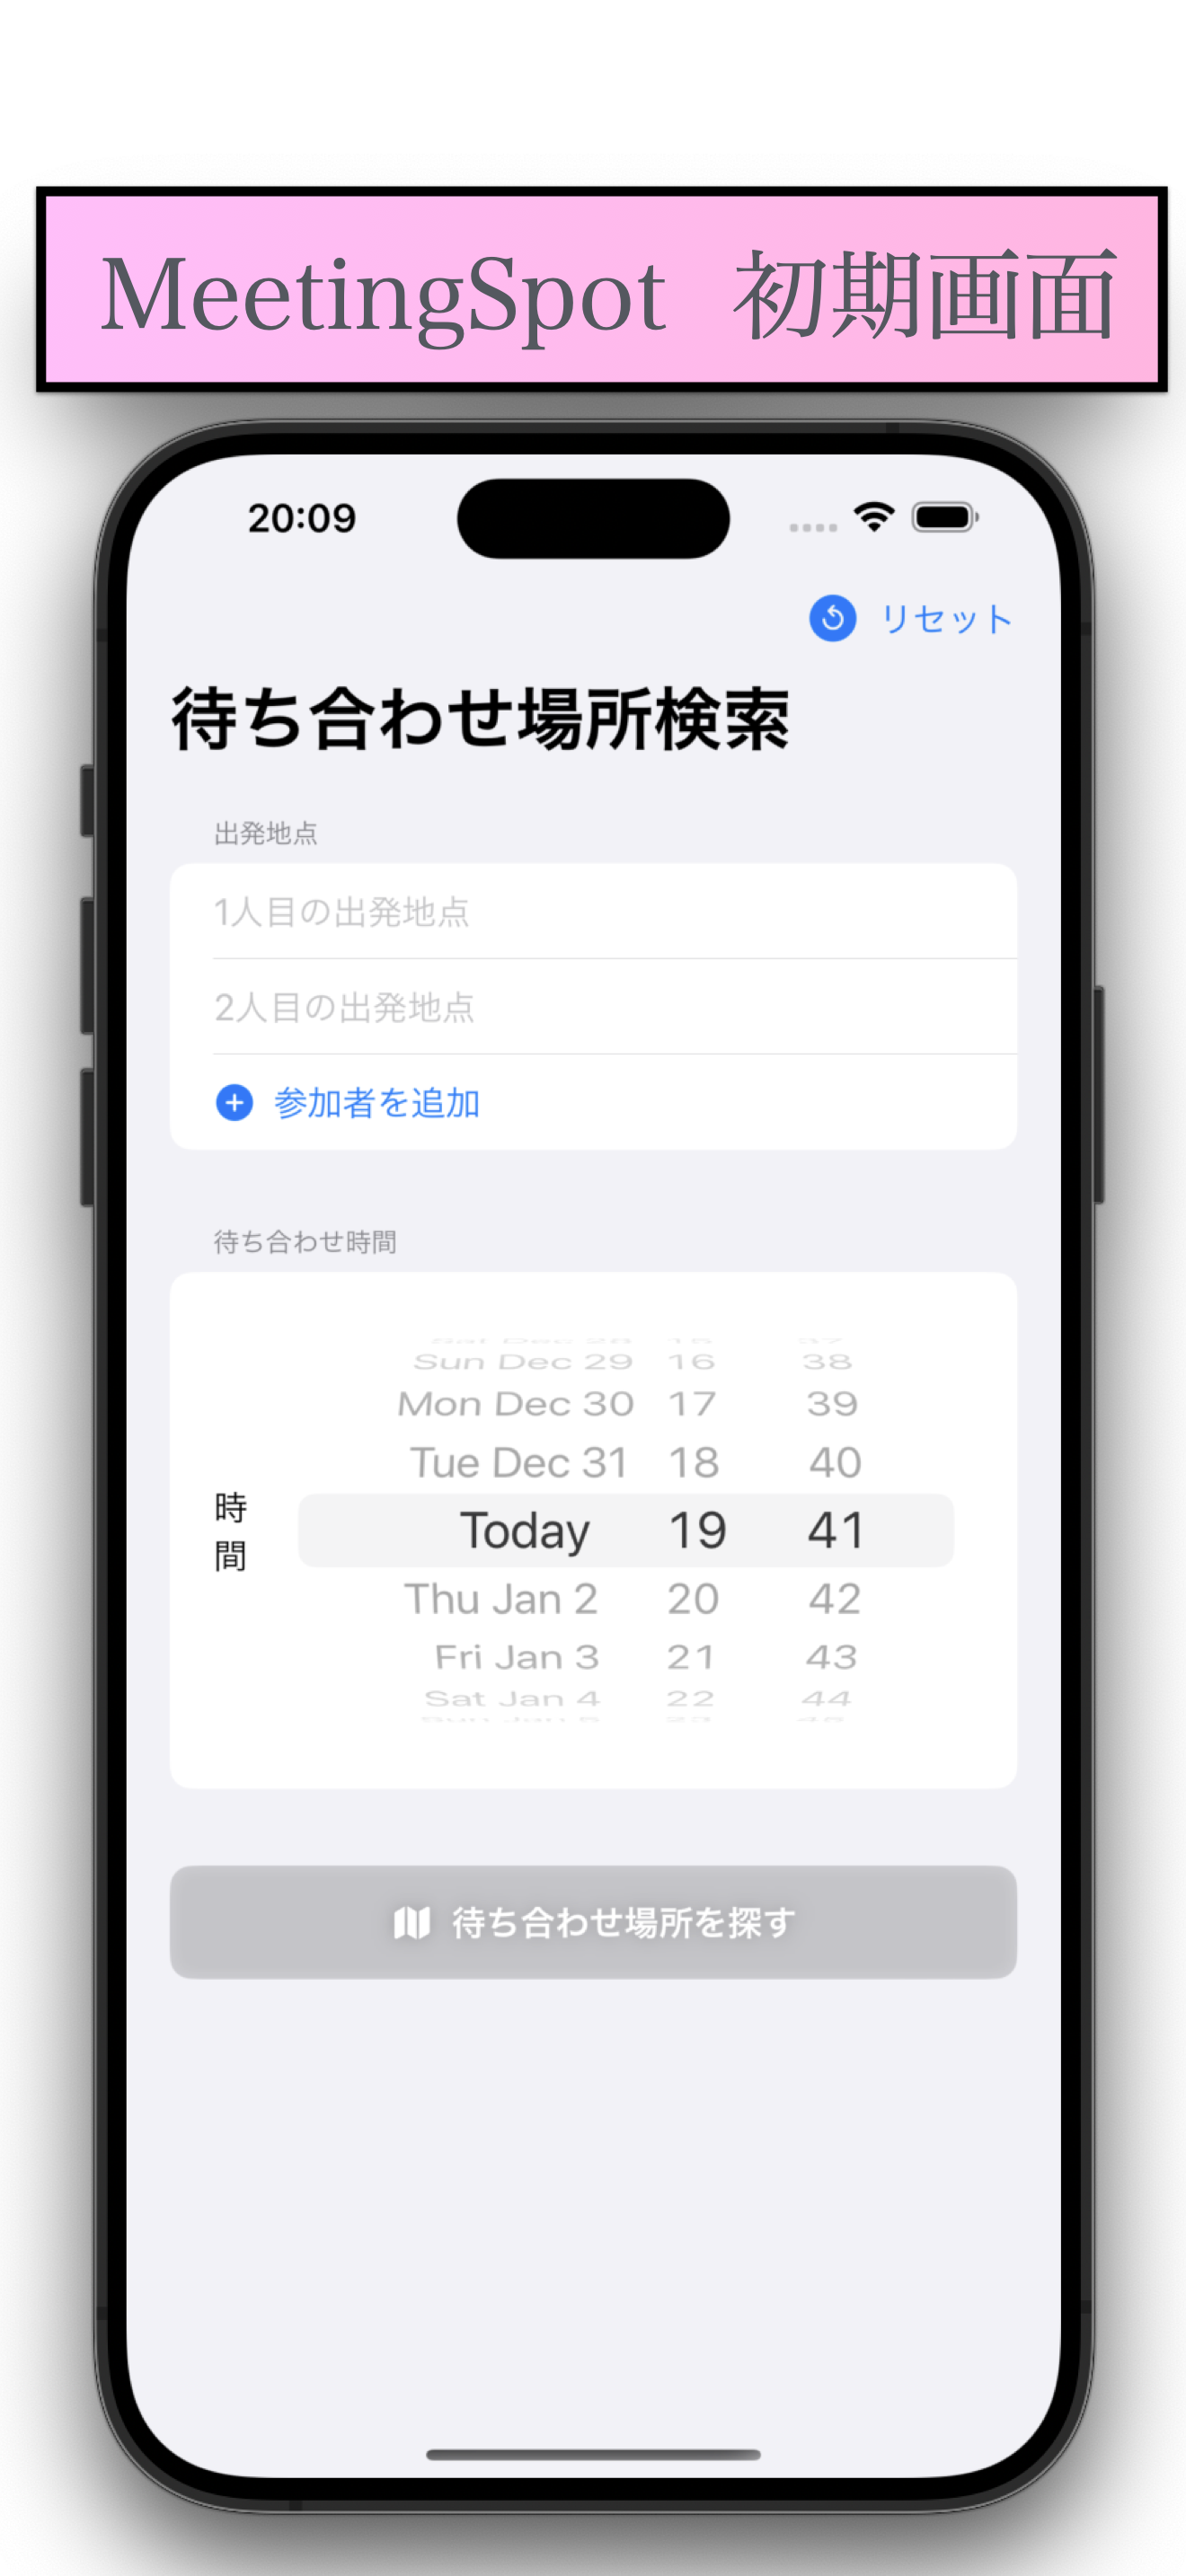 MeetingSpot 初期画面
20:09
リセット
待ち合わせ場所検索
出発地点
1人目の出発地点
2人目の出発地点
参加者を追加
待ち合わせ時間
Sun Dec 29 16 38
Mon Dec 30 17 39
Tue Dec 31 18 40
時間
Today 19 41
Thu Jan 2 20 42
Fri Jan 3 21 43
Sat Jan 4 22 44
待ち合わせ場所を探す